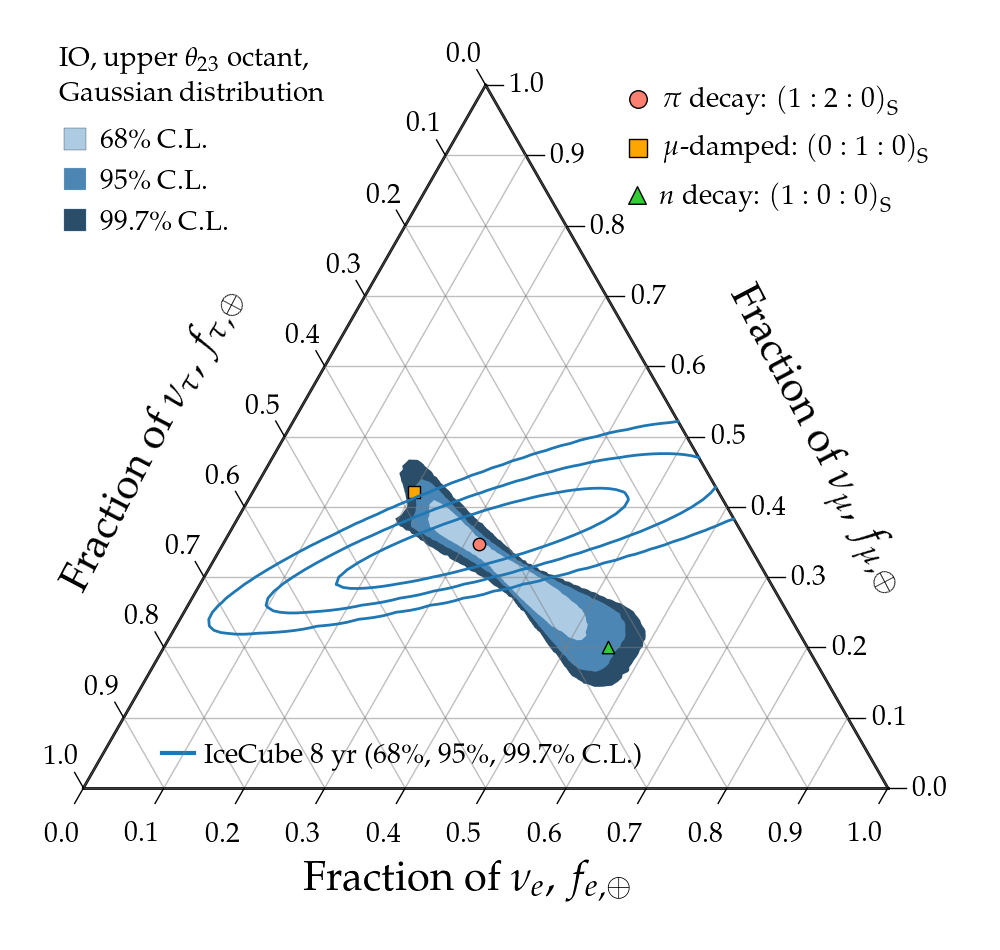 IO, upper θ₂₃ octant,
Gaussian distribution
68% C.L.
95% C.L.
99.7% C.L.
π decay: (1 : 2 : 0)S
μ-damped: (0 : 1 : 0)S
n decay: (1 : 0 : 0)S
Fraction of ντ, fτ,⊕
0.0
0.1
0.2
0.3
0.4
0.5
0.6
0.7
0.8
0.9
1.0
Fraction of νμ, fμ,⊕
1.0
0.9
0.8
0.7
0.6
0.5
0.4
0.3
0.2
0.1
0.0
IceCube 8 yr (68%, 95%, 99.7% C.L.)
0.0 0.1 0.2 0.3 0.4 0.5 0.6 0.7 0.8 0.9 1.0
Fraction of νe, fe,⊕